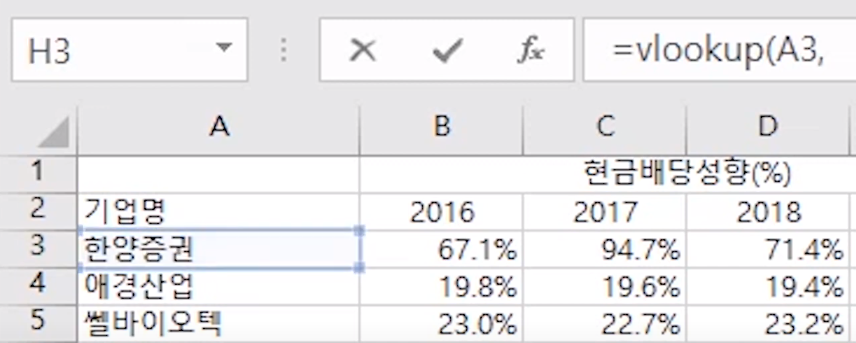 H3 fx =vlookup(A3,
A B C D
1 현금배당성향(%)
2 기업명 2016 2017 2018
3 한양증권 67.1% 94.7% 71.4%
4 애경산업 19.8% 19.6% 19.4%
5 쎌바이오텍 23.0% 22.7% 23.2%